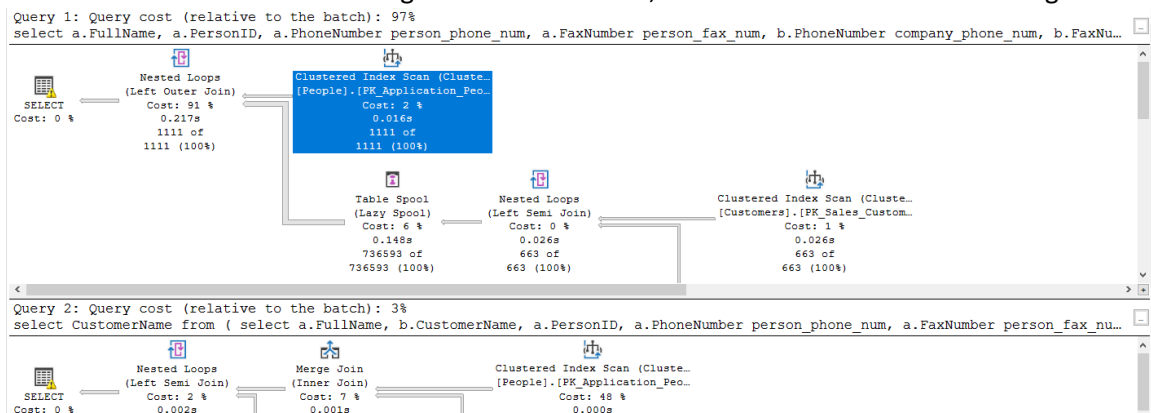 Query 1: Query cost (relative to the batch): 97%
select a.FullName, a.PersonID, a.PhoneNumber person_phone_num, a.FaxNumber person_fax_num, b.PhoneNumber company_phone_num, b.FaxNu…
SELECT
Cost: 0 %
Nested Loops
(Left Outer Join)
Cost: 91 %
0.217s
1111 of
1111 (100%)
Clustered Index Scan (Cluste…
[People].[PK_Application_Peo…
Cost: 2 %
0.016s
1111 of
1111 (100%)
Table Spool
(Lazy Spool)
Cost: 6 %
0.148s
736593 of
736593 (100%)
Nested Loops
(Left Semi Join)
Cost: 0 %
0.026s
663 of
663 (100%)
Clustered Index Scan (Cluste…
[Customers].[PK_Sales_Custom…
Cost: 1 %
0.026s
663 of
663 (100%)
Query 2: Query cost (relative to the batch): 3%
select CustomerName from ( select a.FullName, b.CustomerName, a.PersonID, a.PhoneNumber person_phone_num, a.FaxNumber person_fax_nu…
SELECT
Cost: 0 %
Nested Loops
(Left Semi Join)
Cost: 2 %
0.002s
Merge Join
(Inner Join)
Cost: 7 %
0.001s
Clustered Index Scan (Cluste…
[People].[PK_Application_Peo…
Cost: 48 %
0.000s